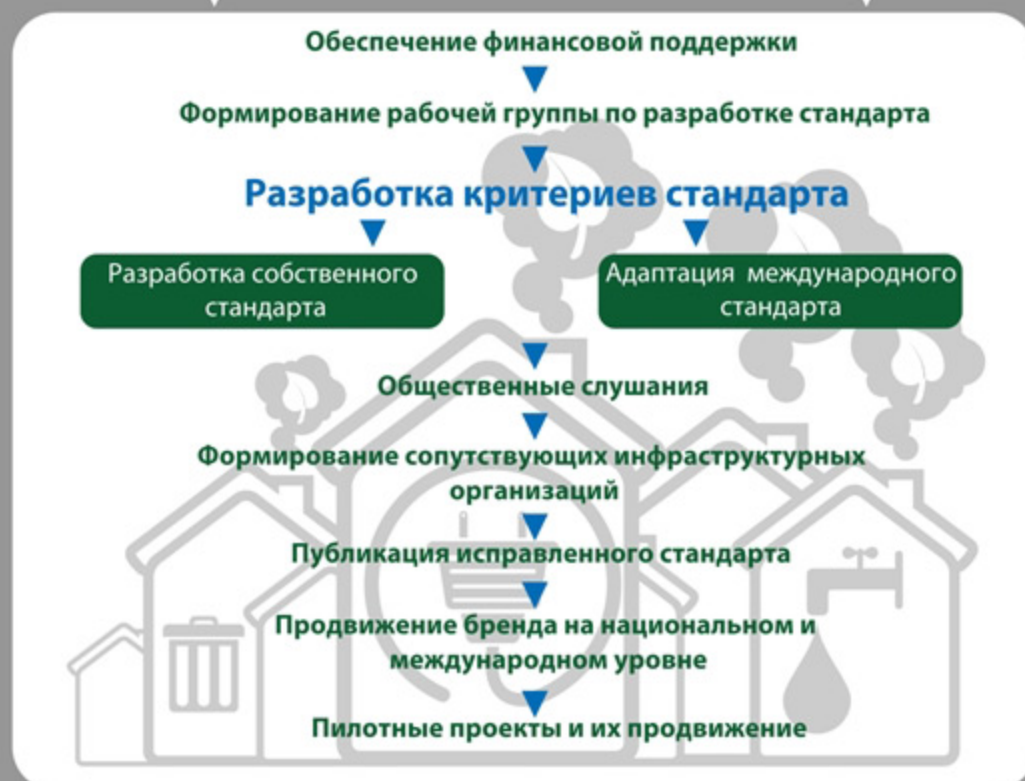 Обеспечение финансовой поддержки
Формирование рабочей группы по разработке стандарта
Разработка критериев стандарта
Разработка собственного
стандарта
Адаптация международного
стандарта
Общественные слушания
Формирование сопутствующих инфраструктурных
организаций
Публикация исправленного стандарта
Продвижение бренда на национальном и
международном уровне
Пилотные проекты и их продвижение